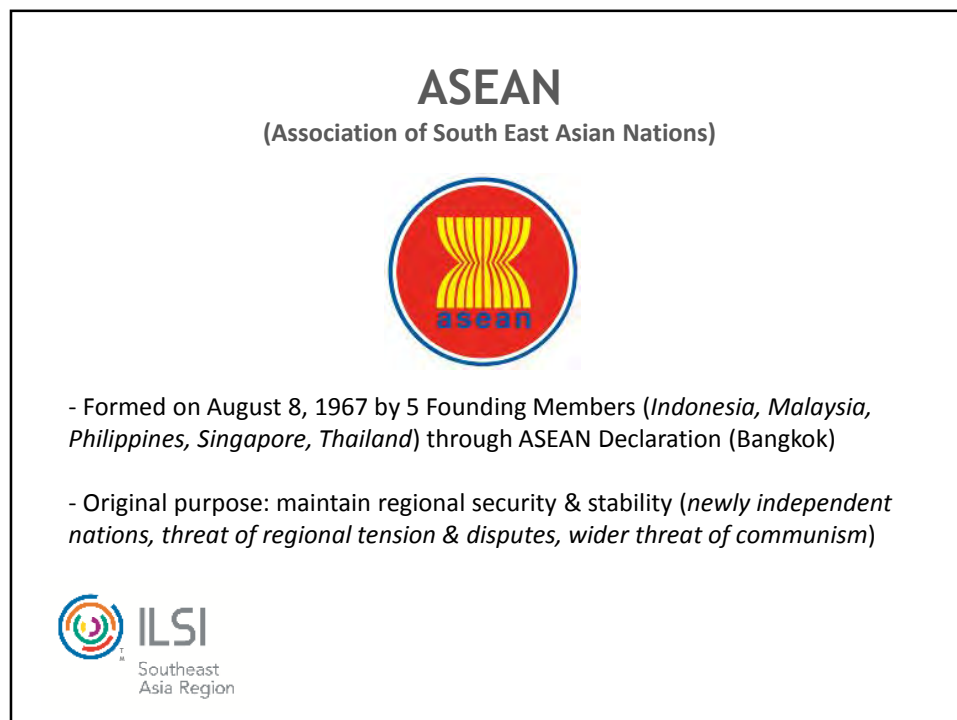 ASEAN
(Association of South East Asian Nations)
asean
- Formed on August 8, 1967 by 5 Founding Members (Indonesia, Malaysia,
Philippines, Singapore, Thailand) through ASEAN Declaration (Bangkok)
- Original purpose: maintain regional security & stability (newly independent
nations, threat of regional tension & disputes, wider threat of communism)
ILSI
TM
Southeast
Asia Region